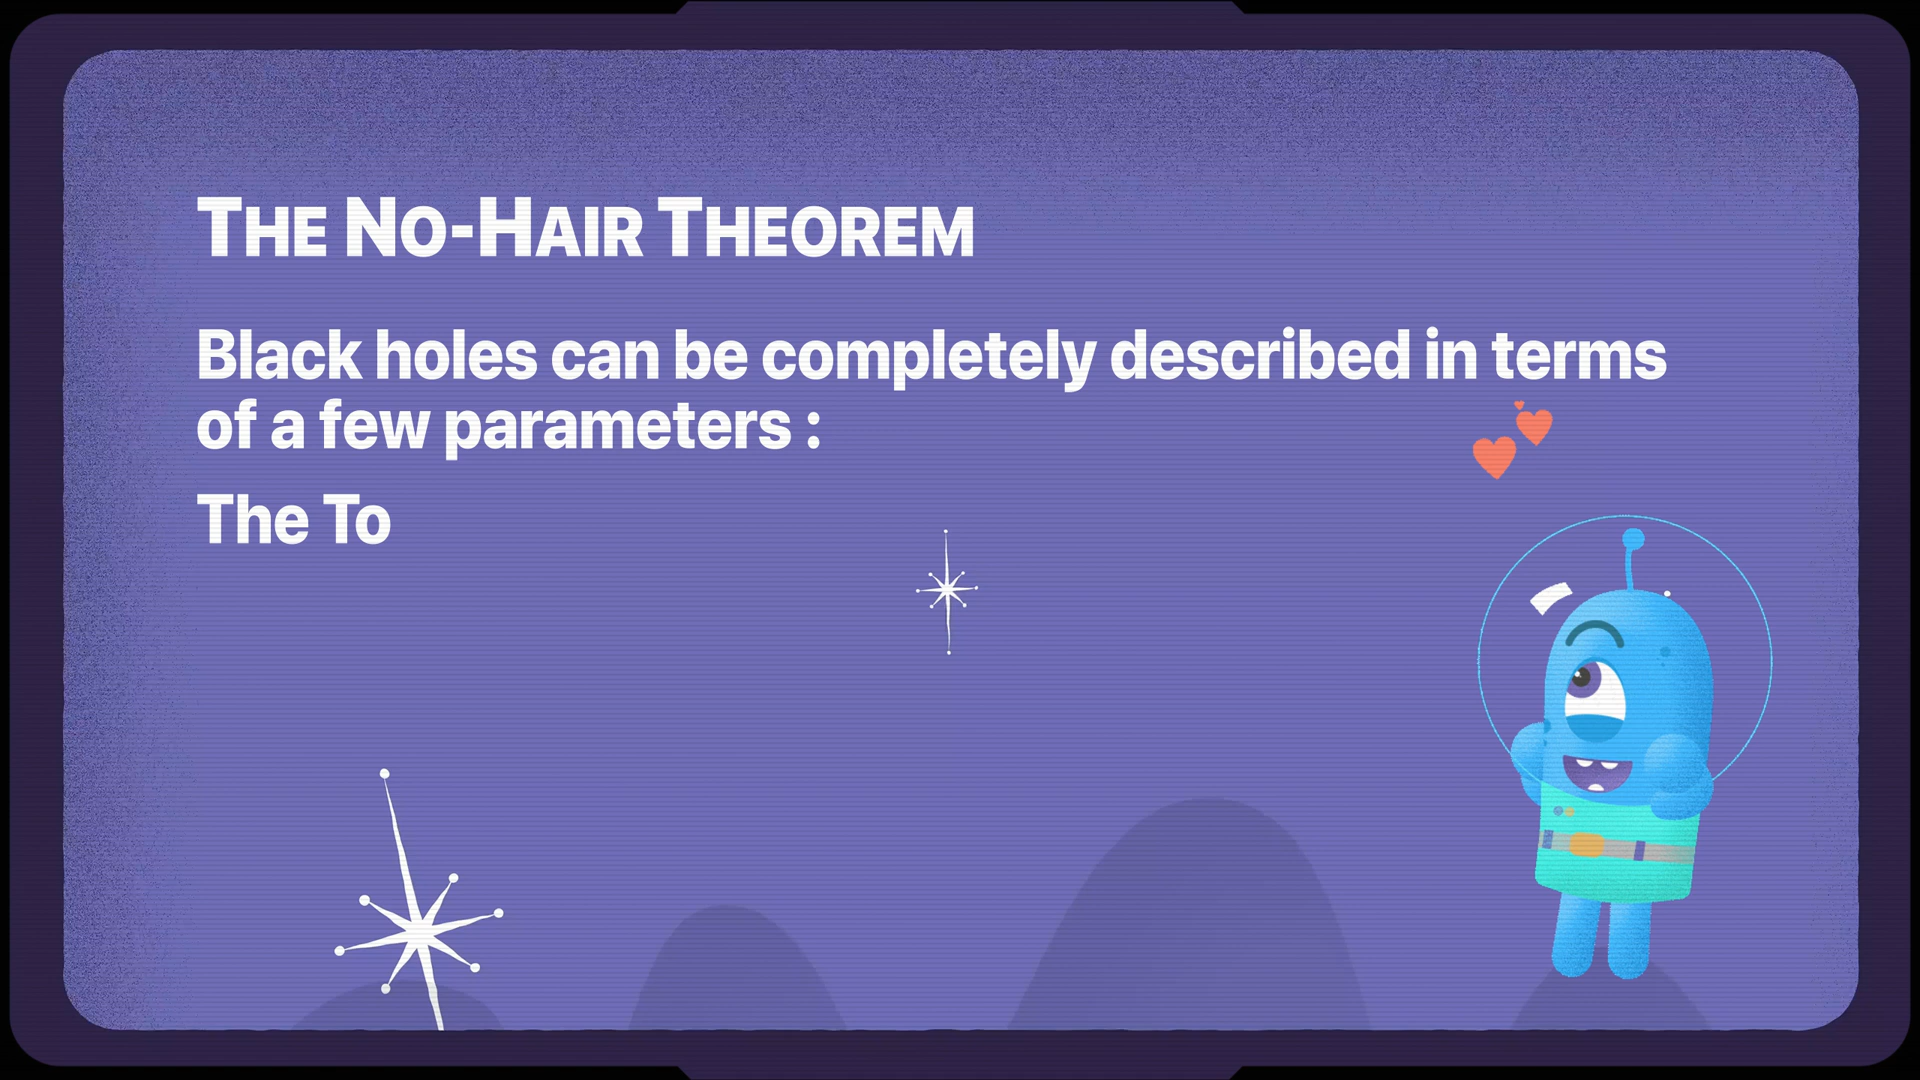 The No-Hair Theorem
Black holes can be completely described in terms
of a few parameters :
The To